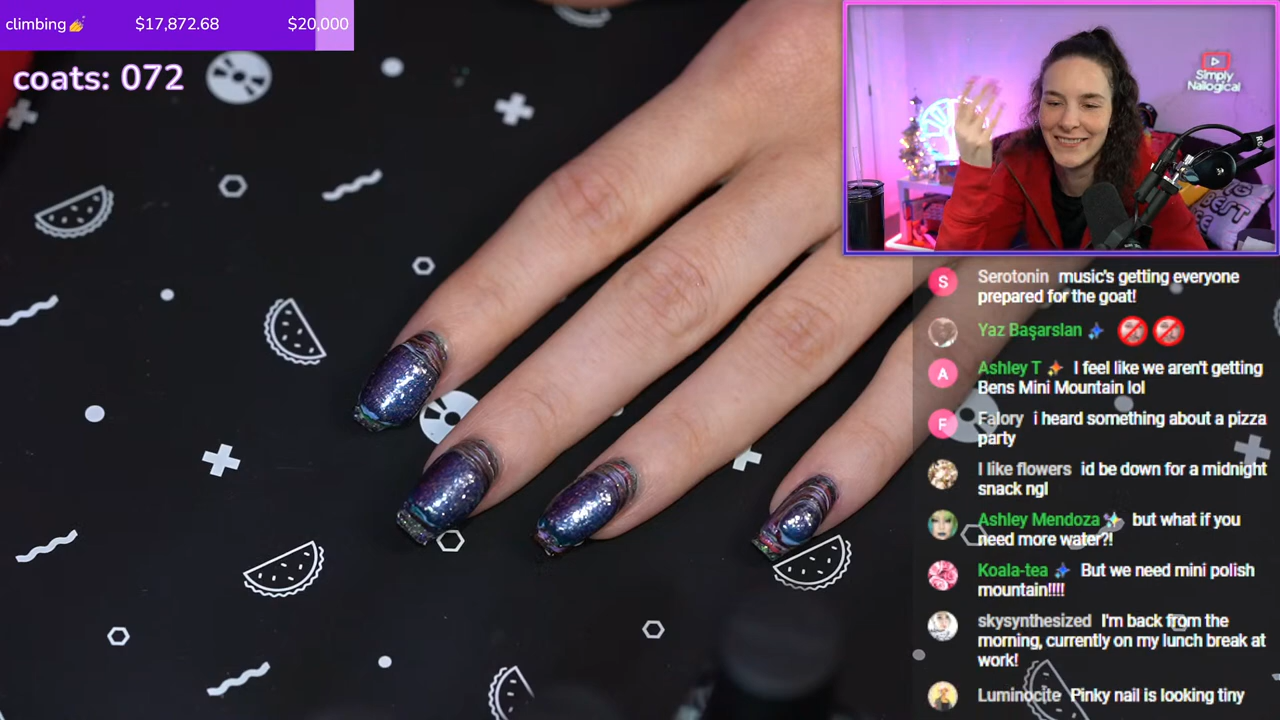 climbing💅 $17,872.68 $20,000
coats: 072
Simply
Nailogical
Serotonin music's getting everyone
prepared for the goat!
Yaz Başarslan
Ashley T I feel like we aren't getting
Bens Mini Mountain lol
Falory i heard something about a pizza
party
I like flowers id be down for a midnight
snack ngl
Ashley Mendoza but what if you
need more water?!
Koala-tea But we need mini polish
mountain!!!!
skysynthesized I'm back from the
morning, currently on my lunch break at
work!
Luminocite Pinky nail is looking tiny